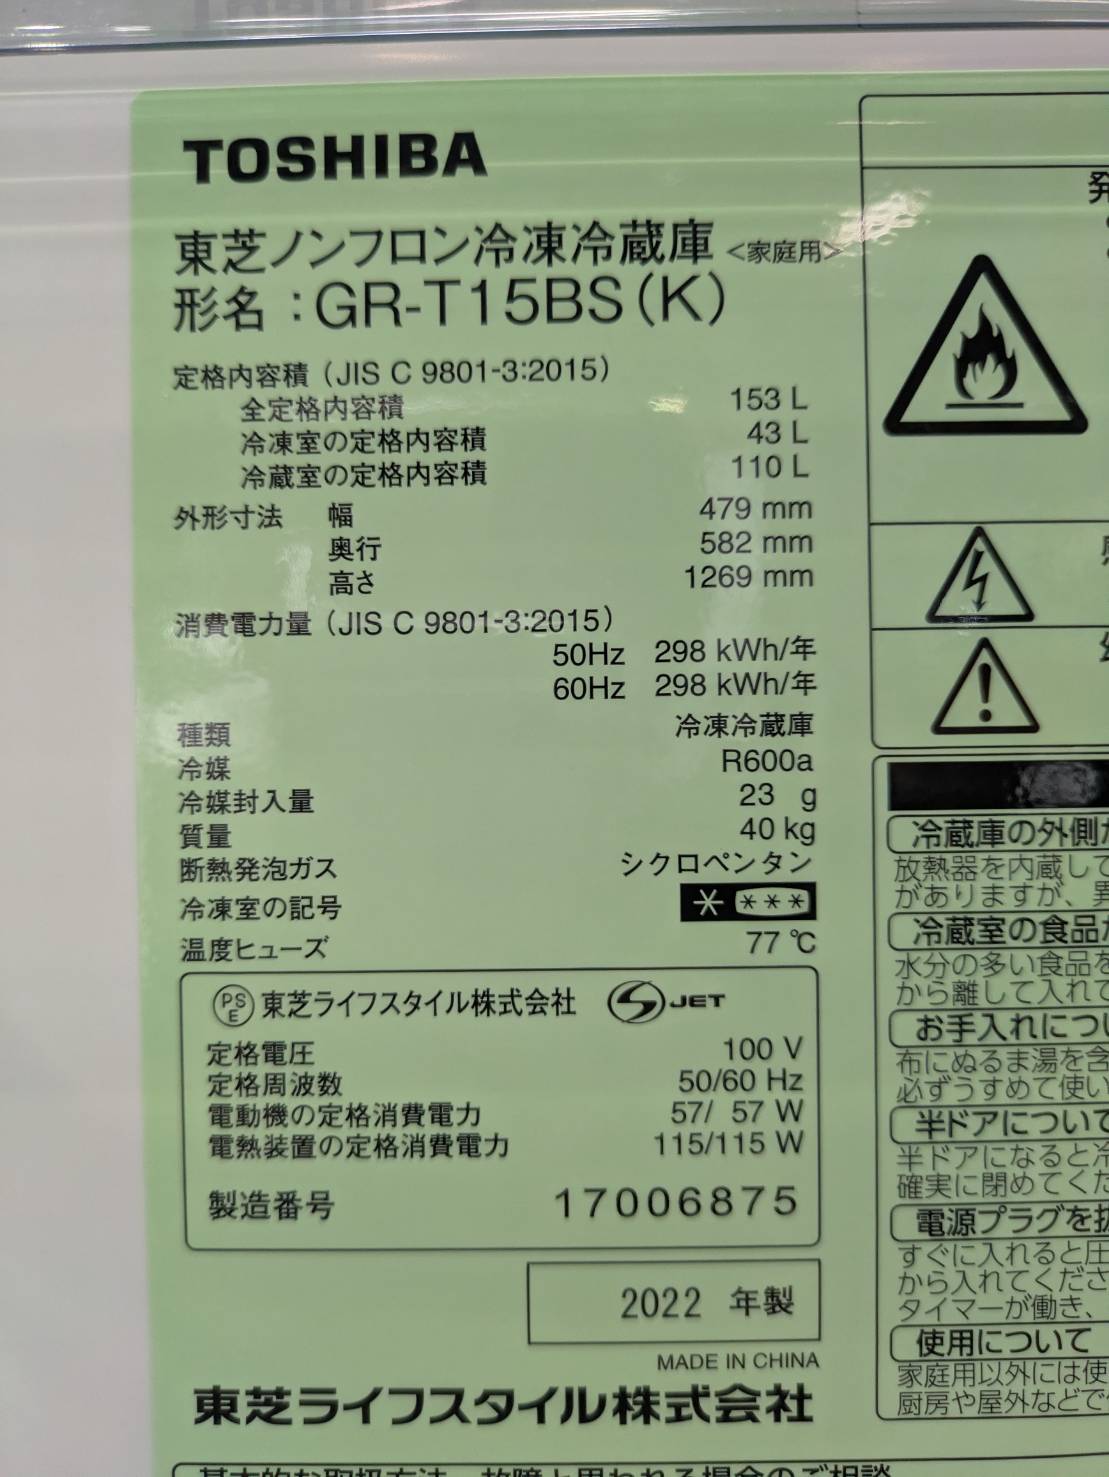 TOSHIBA
東芝ノンフロン冷凍冷蔵庫 <家庭用>
形名：GR-T15BS(K)
定格内容積（JIS C 9801-3:2015）
全定格内容積 153 L
冷凍室の定格内容積 43 L
冷蔵室の定格内容積 110 L
外形寸法 幅 479 mm
奥行 582 mm
高さ 1269 mm
消費電力量（JIS C 9801-3:2015）
50Hz 298 kWh/年
60Hz 298 kWh/年
種類 冷凍冷蔵庫
冷媒 R600a
冷媒封入量 23 g
質量 40 kg
断熱発泡ガス シクロペンタン
冷凍室の記号 * ***
温度ヒューズ 77 ℃
PSE 東芝ライフスタイル株式会社 S JET
定格電圧 100 V
定格周波数 50/60 Hz
電動機の定格消費電力 57/ 57 W
電熱装置の定格消費電力 115/115 W
製造番号 17006875
2022 年製
MADE IN CHINA
東芝ライフスタイル株式会社
発
冷蔵庫の外側が
放熱器を内蔵して
がありますが、異
冷蔵室の食品が
水分の多い食品を
から離して入れて
お手入れについ
布にぬるま湯を含
必ずうすめて使い
半ドアについて
半ドアになると冷
確実に閉めてくだ
電源プラグを抜
すぐに入れると圧
から入れてくださ
タイマーが働き、
使用について
家庭用以外には使
厨房や屋外などで